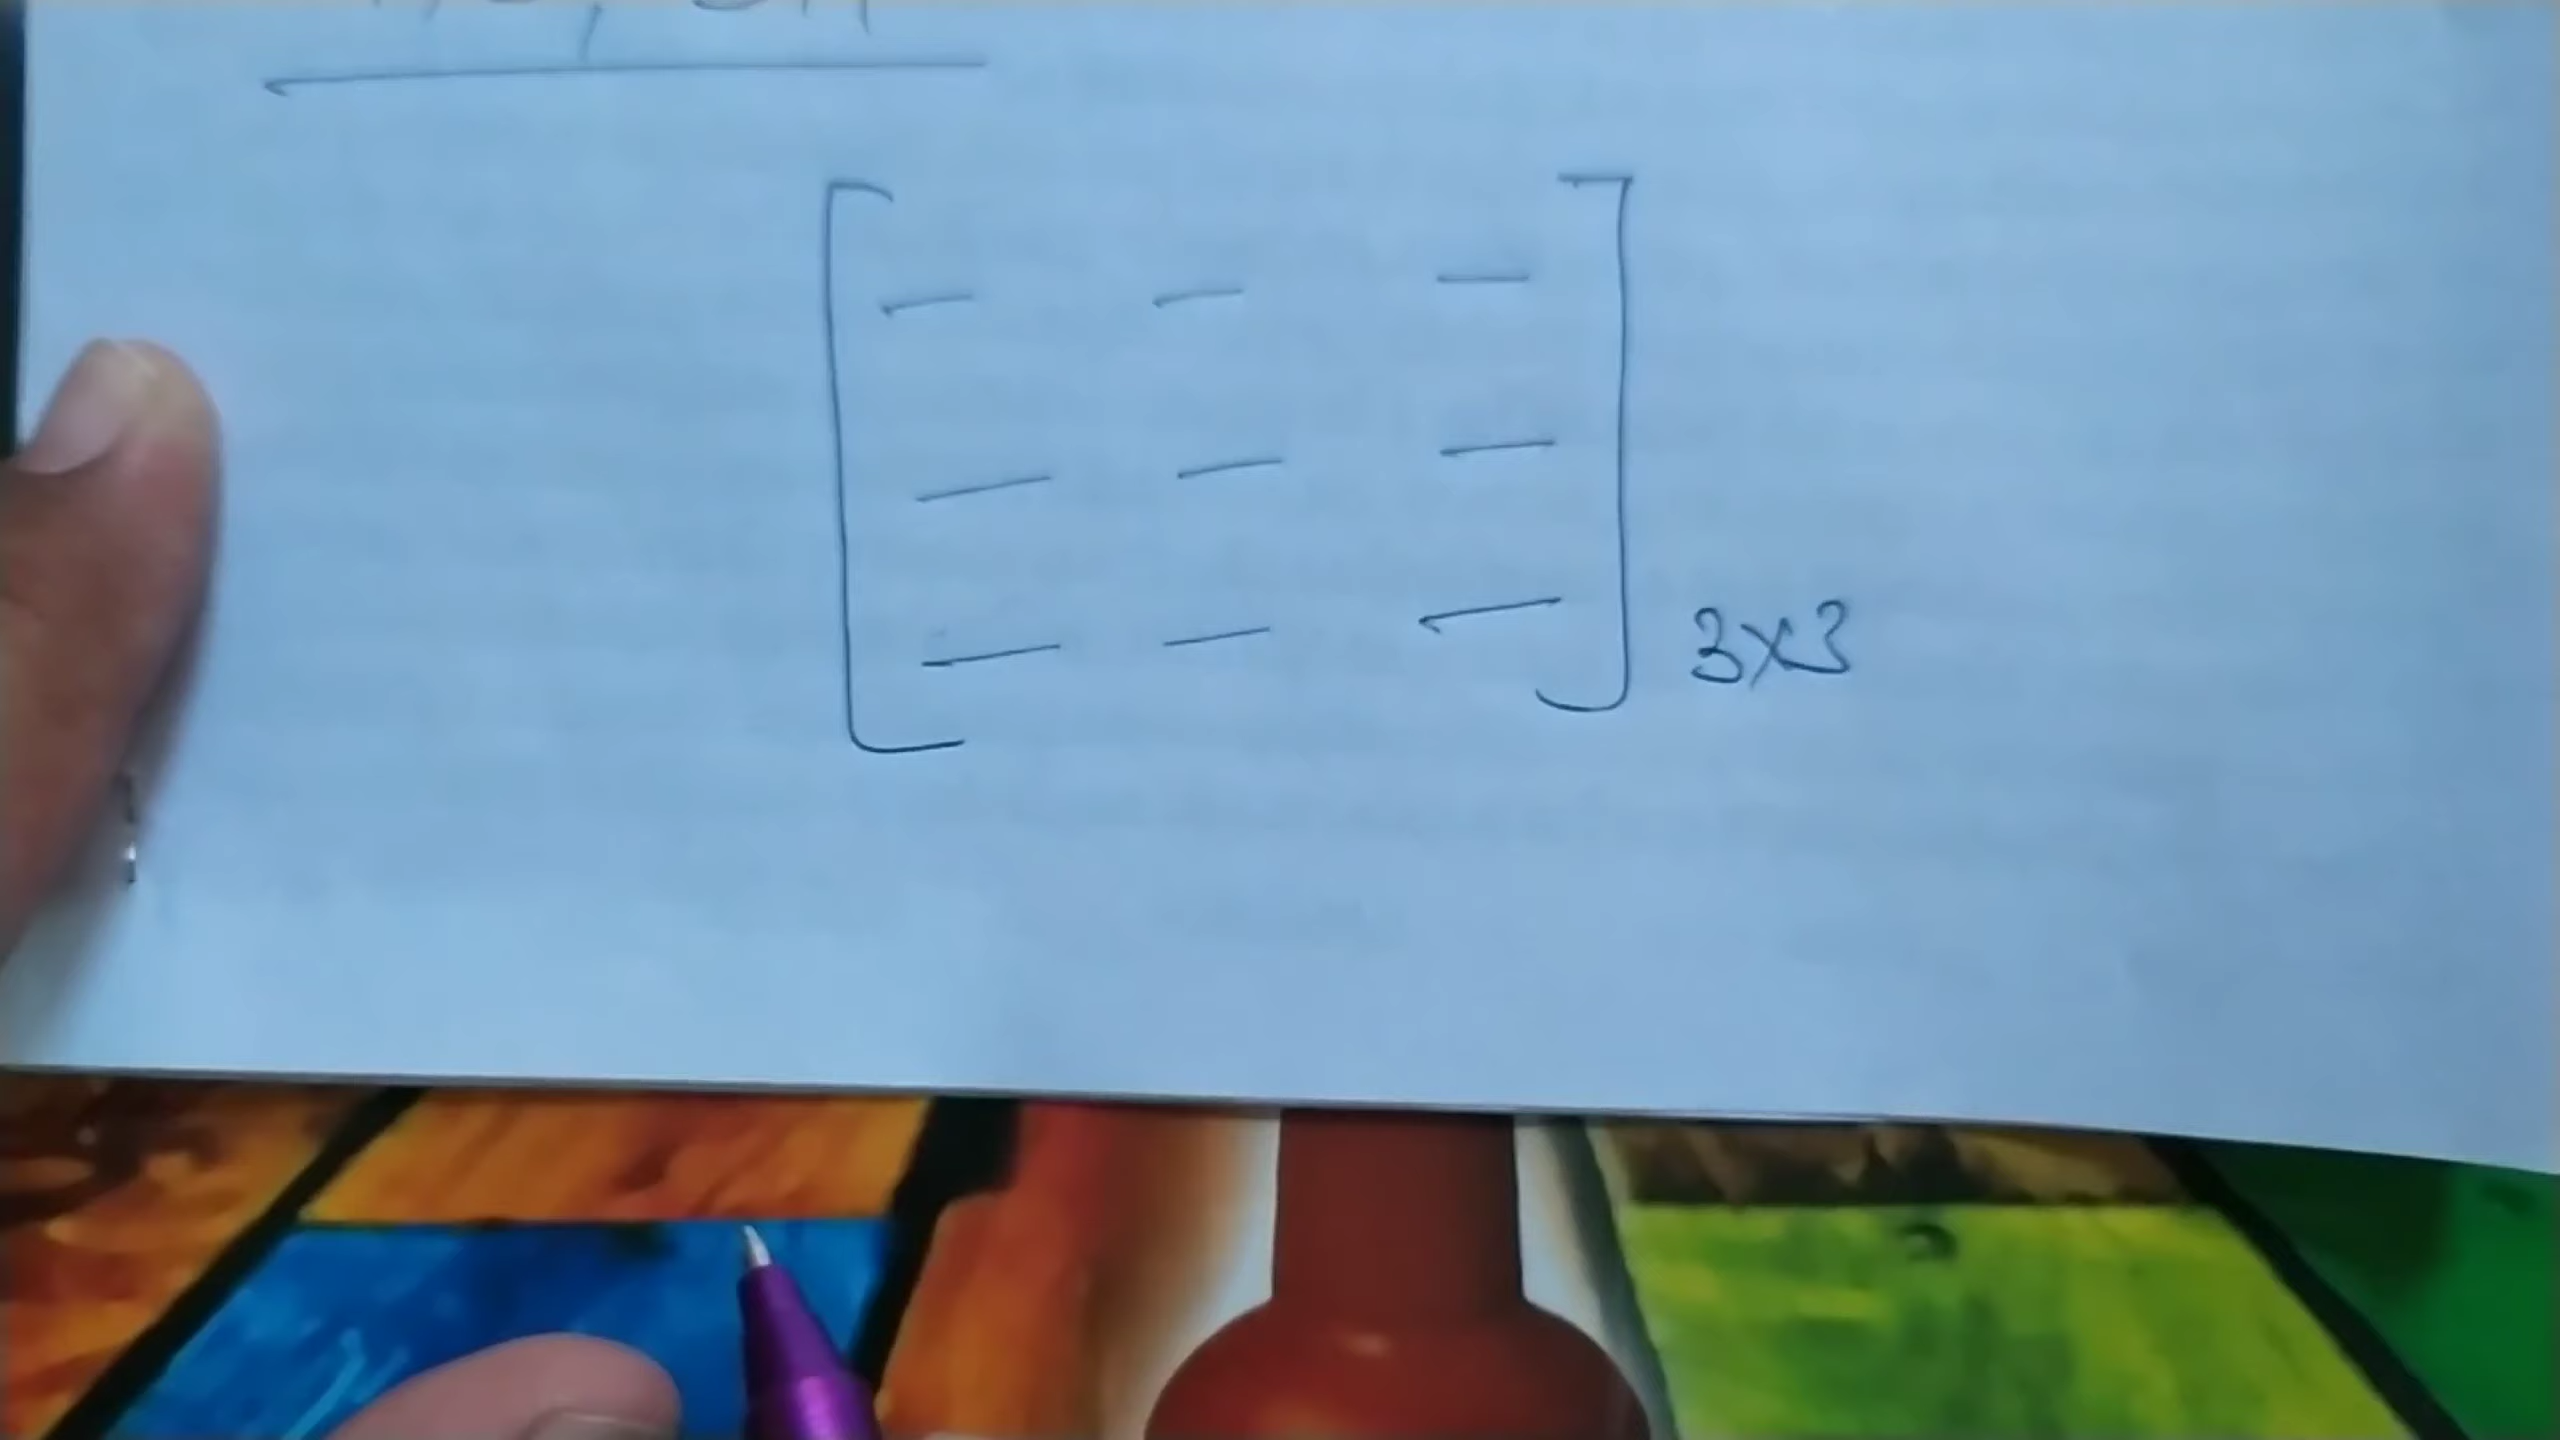 [ — — —
— — —
— — — ] 3x3